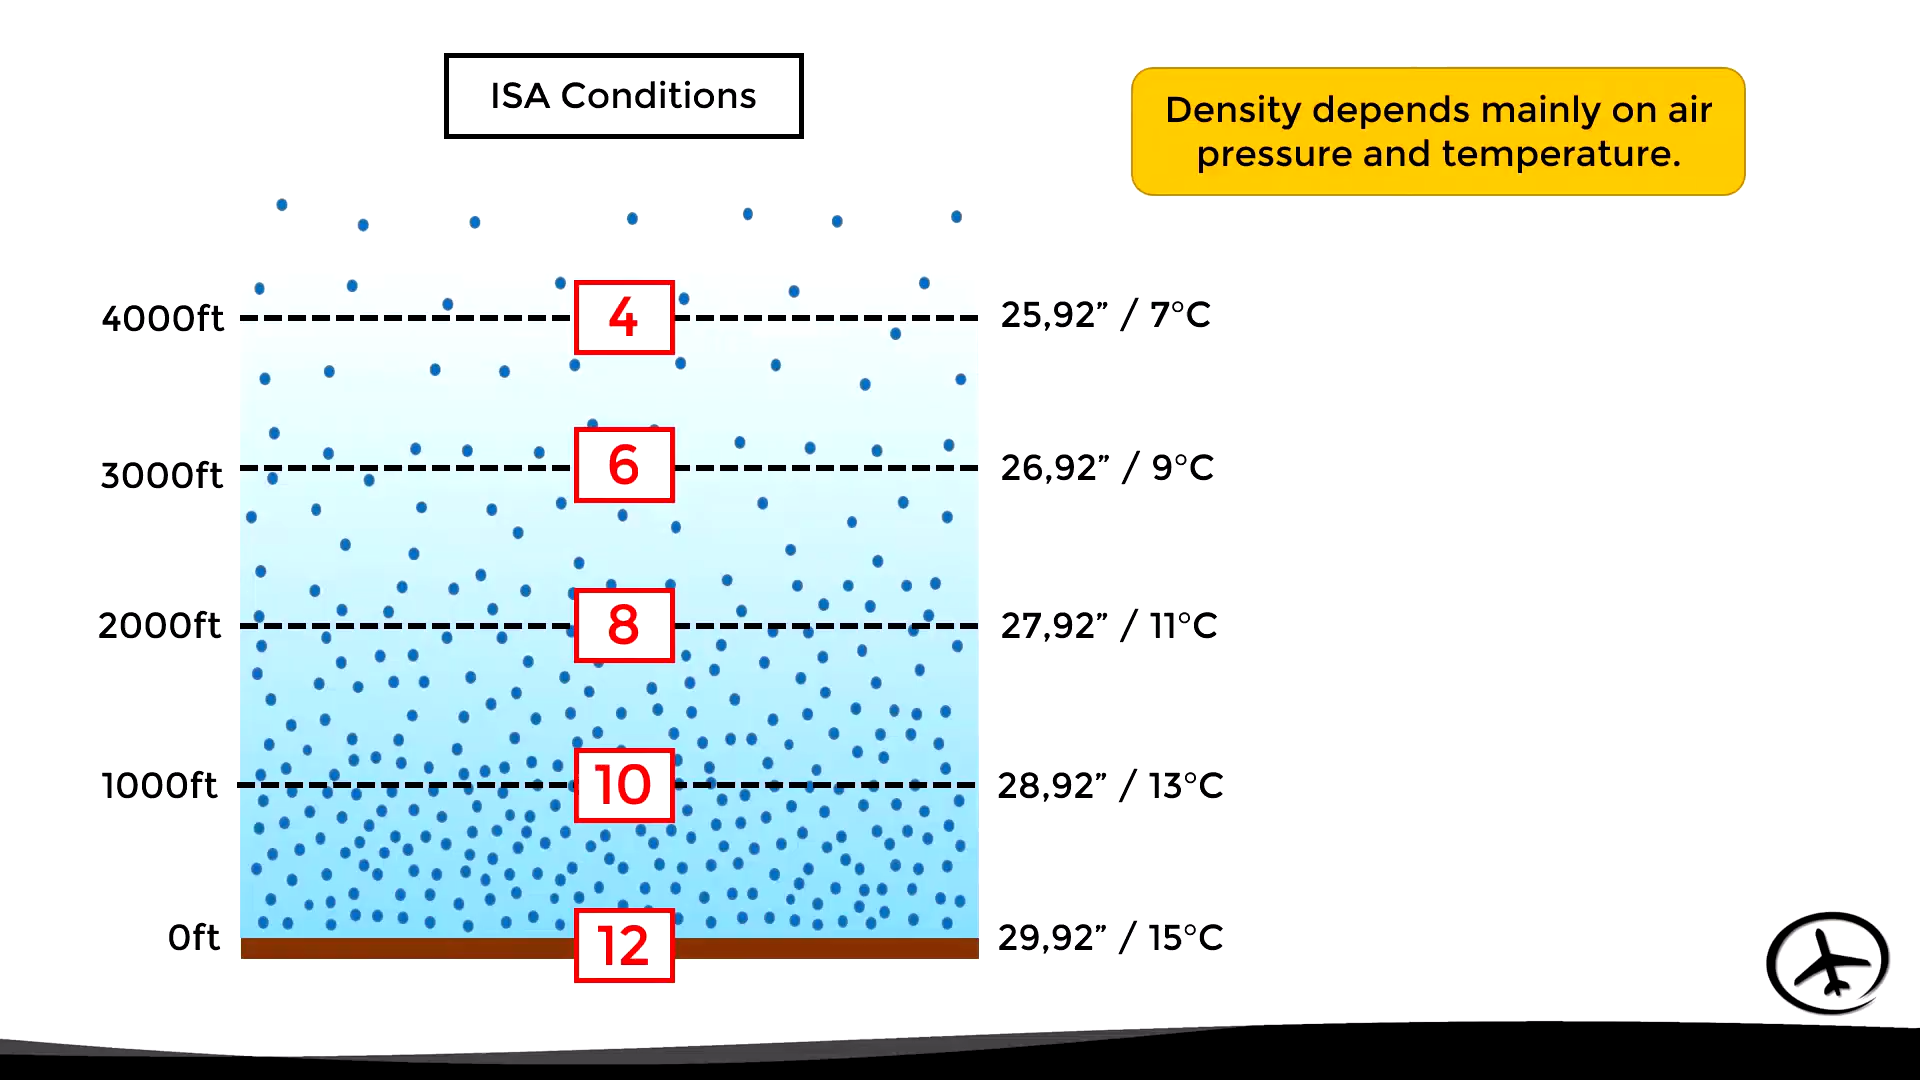 ISA Conditions
Density depends mainly on air
pressure and temperature.
4000ft 4 25,92” / 7°C
3000ft 6 26,92” / 9°C
2000ft 8 27,92” / 11°C
1000ft 10 28,92” / 13°C
0ft 12 29,92” / 15°C